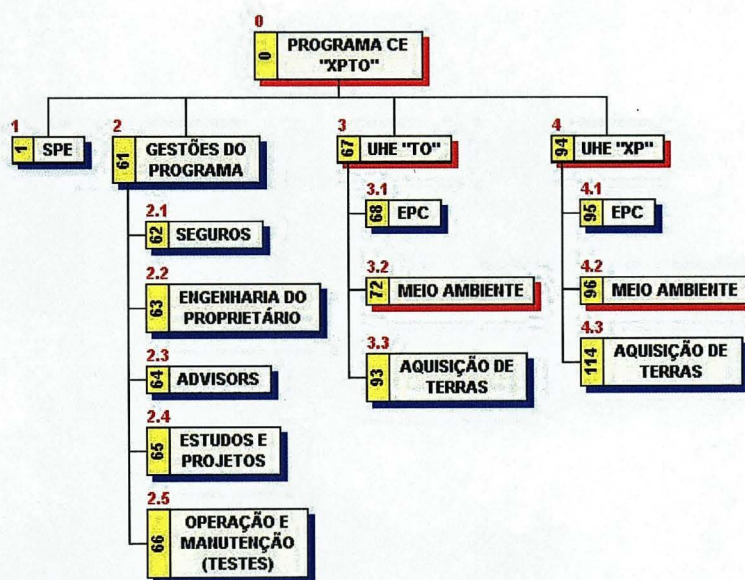 0
0
PROGRAMA CE
"XPTO"
1
1
SPE
2
61
GESTÕES DO
PROGRAMA
2.1
62
SEGUROS
2.2
63
ENGENHARIA DO
PROPRIETÁRIO
2.3
64
ADVISORS
2.4
65
ESTUDOS E
PROJETOS
2.5
66
OPERAÇÃO E
MANUTENÇÃO
(TESTES)
3
67
UHE "TO"
3.1
68
EPC
3.2
72
MEIO AMBIENTE
3.3
93
AQUISIÇÃO DE
TERRAS
4
94
UHE "XP"
4.1
95
EPC
4.2
96
MEIO AMBIENTE
4.3
114
AQUISIÇÃO DE
TERRAS